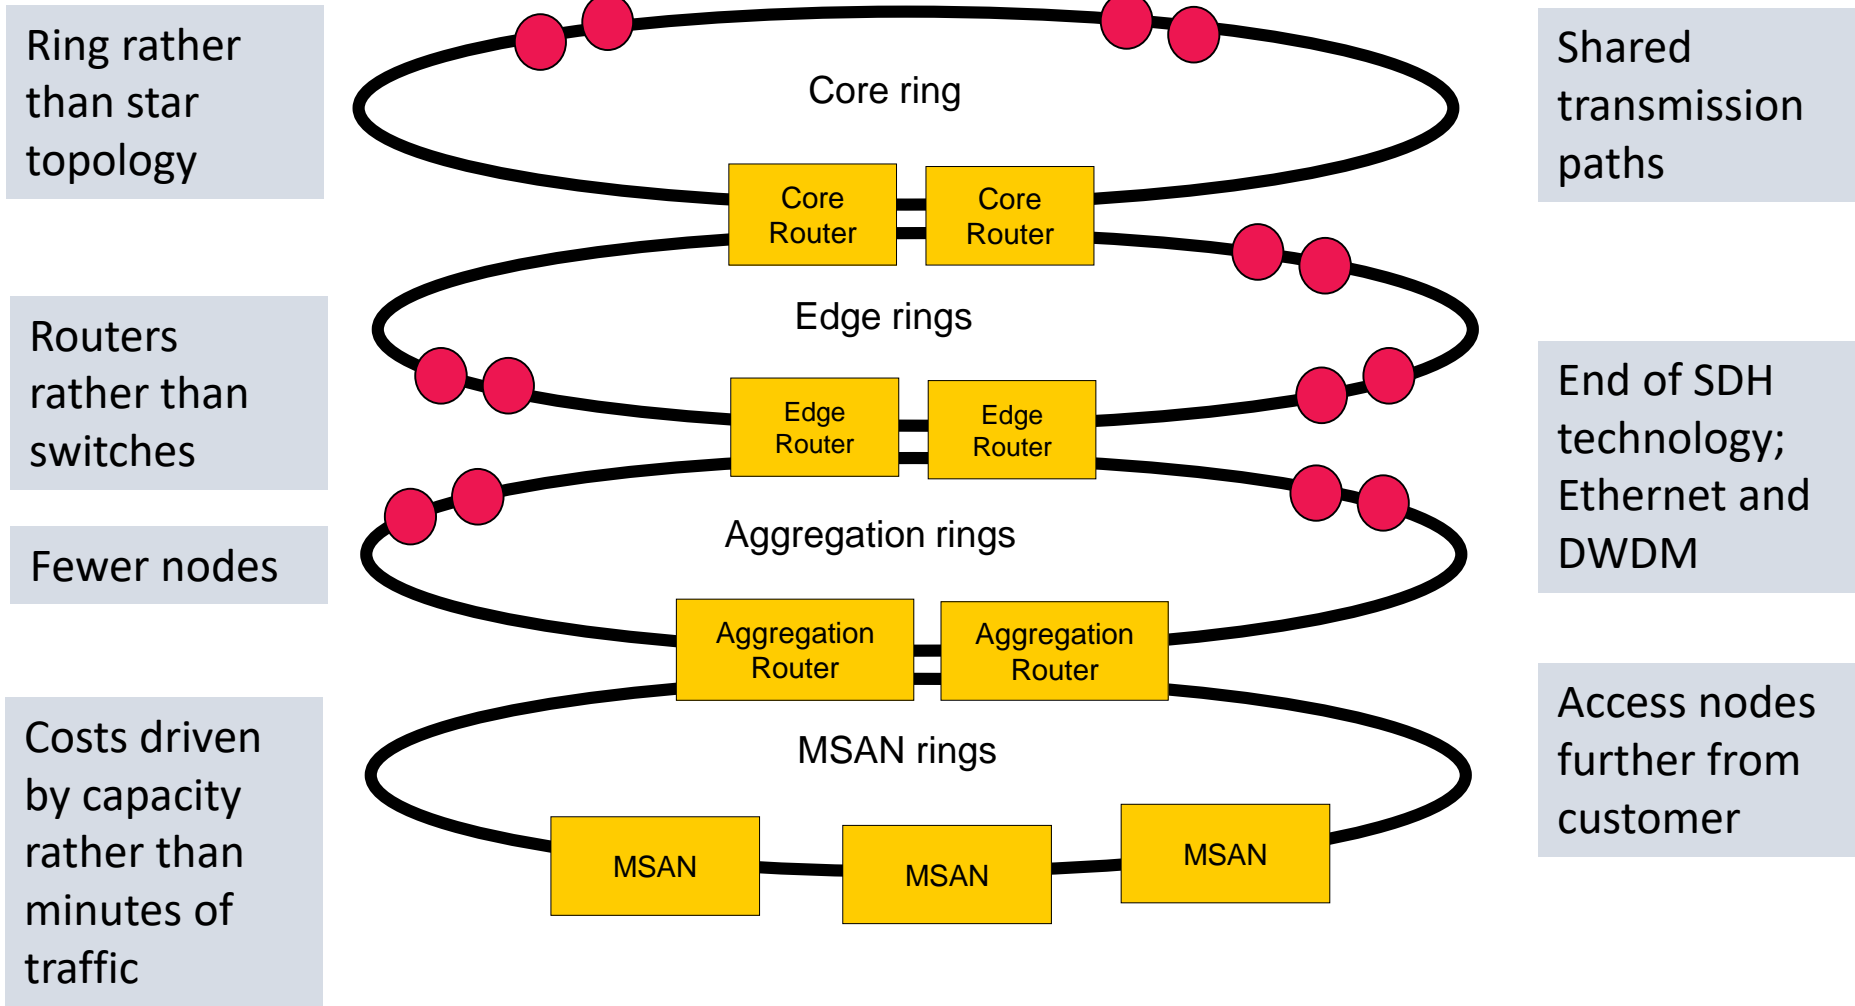 Ring rather
than star
topology
Routers
rather than
switches
Fewer nodes
Costs driven
by capacity
rather than
minutes of
traffic
Core ring
Core
Router
Core
Router
Edge rings
Edge
Router
Edge
Router
Aggregation rings
Aggregation
Router
Aggregation
Router
MSAN rings
MSAN
MSAN
MSAN
Shared
transmission
paths
End of SDH
technology;
Ethernet and
DWDM
Access nodes
further from
customer